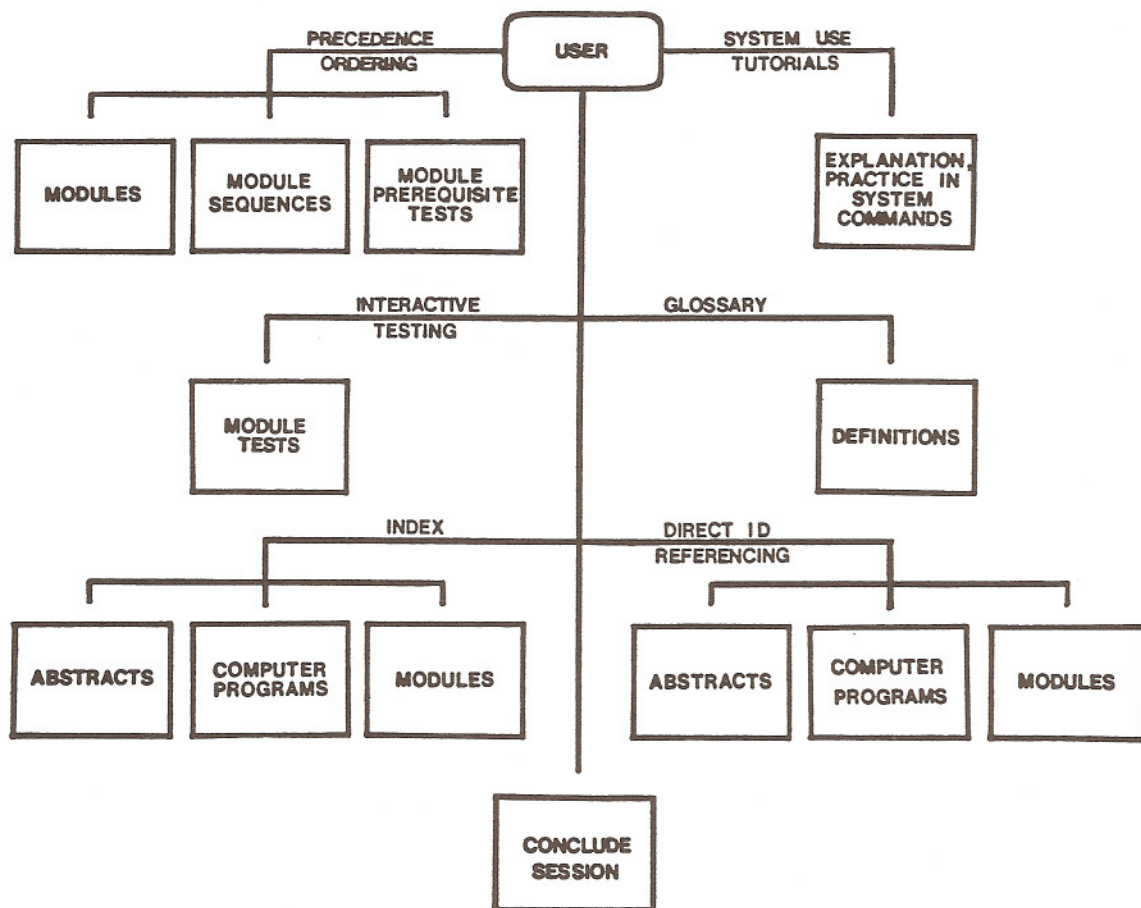 PRECEDENCE
ORDERING
USER
SYSTEM USE
TUTORIALS
MODULES
MODULE
SEQUENCES
MODULE
PREREQUISITE
TESTS
EXPLANATION,
PRACTICE IN
SYSTEM
COMMANDS
INTERACTIVE
TESTING
GLOSSARY
MODULE
TESTS
DEFINITIONS
INDEX
DIRECT ID
REFERENCING
ABSTRACTS
COMPUTER
PROGRAMS
MODULES
ABSTRACTS
COMPUTER
PROGRAMS
MODULES
CONCLUDE
SESSION